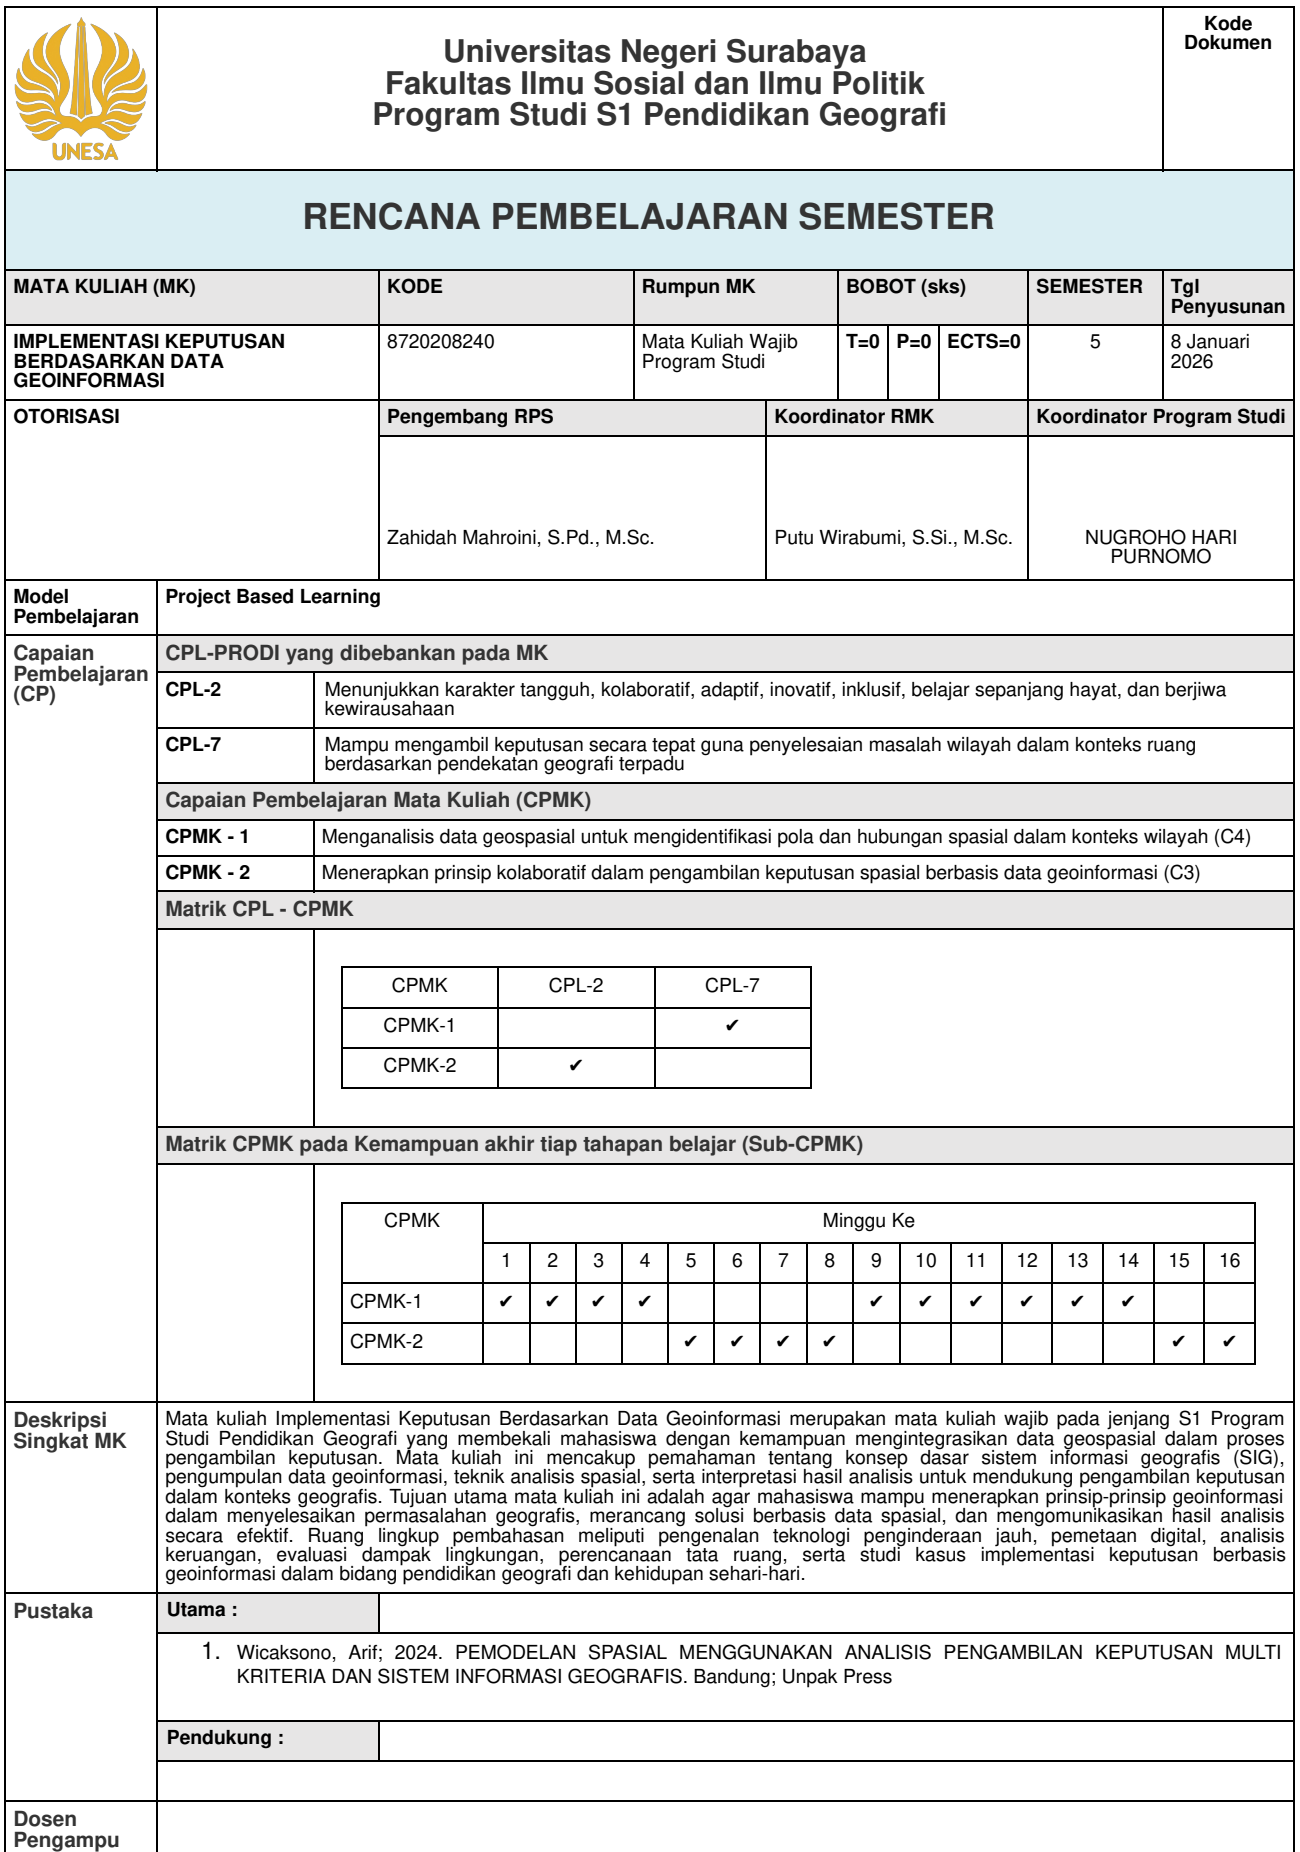 UNESA
Universitas Negeri Surabaya
Fakultas Ilmu Sosial dan Ilmu Politik
Program Studi S1 Pendidikan Geografi
Kode
Dokumen
RENCANA PEMBELAJARAN SEMESTER
MATA KULIAH (MK) KODE Rumpun MK BOBOT (sks) SEMESTER Tgl
Penyusunan
IMPLEMENTASI KEPUTUSAN
BERDASARKAN DATA
GEOINFORMASI
8720208240
Mata Kuliah Wajib
Program Studi
T=0 P=0 ECTS=0 5 8 Januari
2026
OTORISASI Pengembang RPS Koordinator RMK Koordinator Program Studi
Zahidah Mahroini, S.Pd., M.Sc. Putu Wirabumi, S.Si., M.Sc. NUGROHO HARI
PURNOMO
Model
Pembelajaran
Project Based Learning
Capaian
Pembelajaran
(CP)
CPL-PRODI yang dibebankan pada MK
CPL-2 Menunjukkan karakter tangguh, kolaboratif, adaptif, inovatif, inklusif, belajar sepanjang hayat, dan berjiwa
kewirausahaan
CPL-7 Mampu mengambil keputusan secara tepat guna penyelesaian masalah wilayah dalam konteks ruang
berdasarkan pendekatan geografi terpadu
Capaian Pembelajaran Mata Kuliah (CPMK)
CPMK - 1 Menganalisis data geospasial untuk mengidentifikasi pola dan hubungan spasial dalam konteks wilayah (C4)
CPMK - 2 Menerapkan prinsip kolaboratif dalam pengambilan keputusan spasial berbasis data geoinformasi (C3)
Matrik CPL - CPMK
CPMK CPL-2 CPL-7
CPMK-1 ✔
CPMK-2 ✔
Matrik CPMK pada Kemampuan akhir tiap tahapan belajar (Sub-CPMK)
CPMK Minggu Ke
1 2 3 4 5 6 7 8 9 10 11 12 13 14 15 16
CPMK-1 ✔ ✔ ✔ ✔ ✔ ✔ ✔ ✔ ✔ ✔
CPMK-2 ✔ ✔ ✔ ✔ ✔ ✔
Deskripsi
Singkat MK
Mata kuliah Implementasi Keputusan Berdasarkan Data Geoinformasi merupakan mata kuliah wajib pada jenjang S1 Program
Studi Pendidikan Geografi yang membekali mahasiswa dengan kemampuan mengintegrasikan data geospasial dalam proses
pengambilan keputusan. Mata kuliah ini mencakup pemahaman tentang konsep dasar sistem informasi geografis (SIG),
pengumpulan data geoinformasi, teknik analisis spasial, serta interpretasi hasil analisis untuk mendukung pengambilan keputusan
dalam konteks geografis. Tujuan utama mata kuliah ini adalah agar mahasiswa mampu menerapkan prinsip-prinsip geoinformasi
dalam menyelesaikan permasalahan geografis, merancang solusi berbasis data spasial, dan mengomunikasikan hasil analisis
secara efektif. Ruang lingkup pembahasan meliputi pengenalan teknologi penginderaan jauh, pemetaan digital, analisis
keruangan, evaluasi dampak lingkungan, perencanaan tata ruang, serta studi kasus implementasi keputusan berbasis
geoinformasi dalam bidang pendidikan geografi dan kehidupan sehari-hari.
Pustaka Utama :
1. Wicaksono, Arif; 2024. PEMODELAN SPASIAL MENGGUNAKAN ANALISIS PENGAMBILAN KEPUTUSAN MULTI
KRITERIA DAN SISTEM INFORMASI GEOGRAFIS. Bandung; Unpak Press
Pendukung :
Dosen
Pengampu